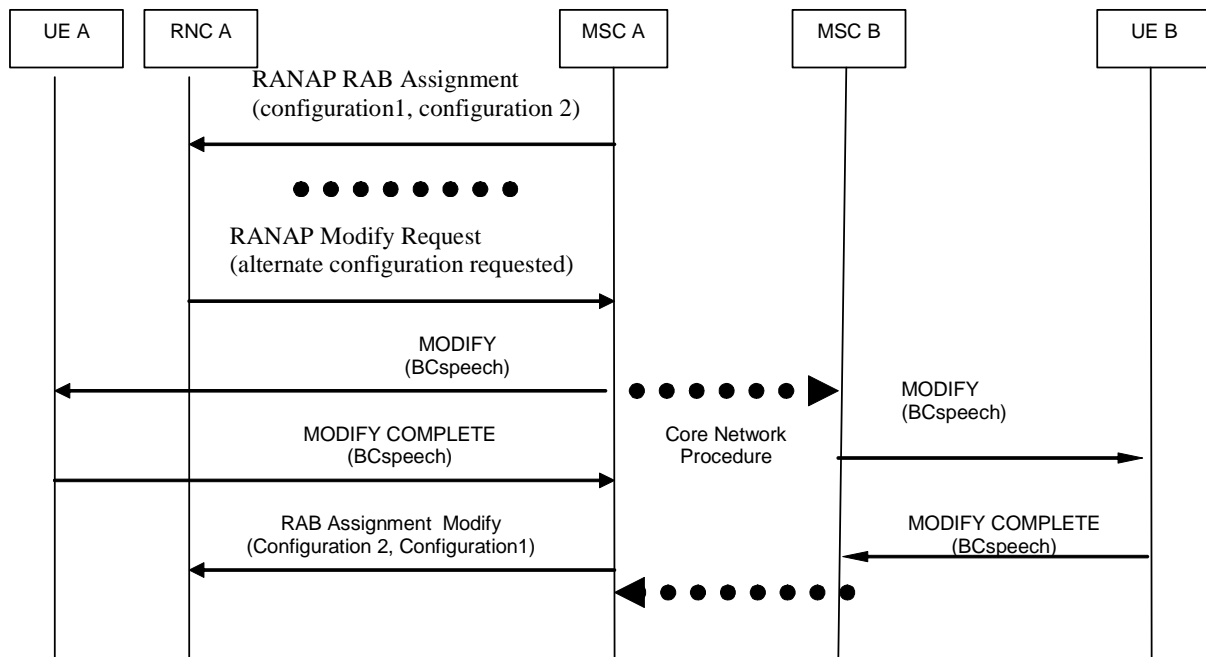 UE A
RNC A
MSC A
MSC B
UE B
RANAP RAB Assignment
(configuration1, configuration 2)
RANAP Modify Request
(alternate configuration requested)
MODIFY
(BCspeech)
MODIFY
(BCspeech)
MODIFY COMPLETE
(BCspeech)
Core Network
Procedure
RAB Assignment Modify
(Configuration 2, Configuration1)
MODIFY COMPLETE
(BCspeech)